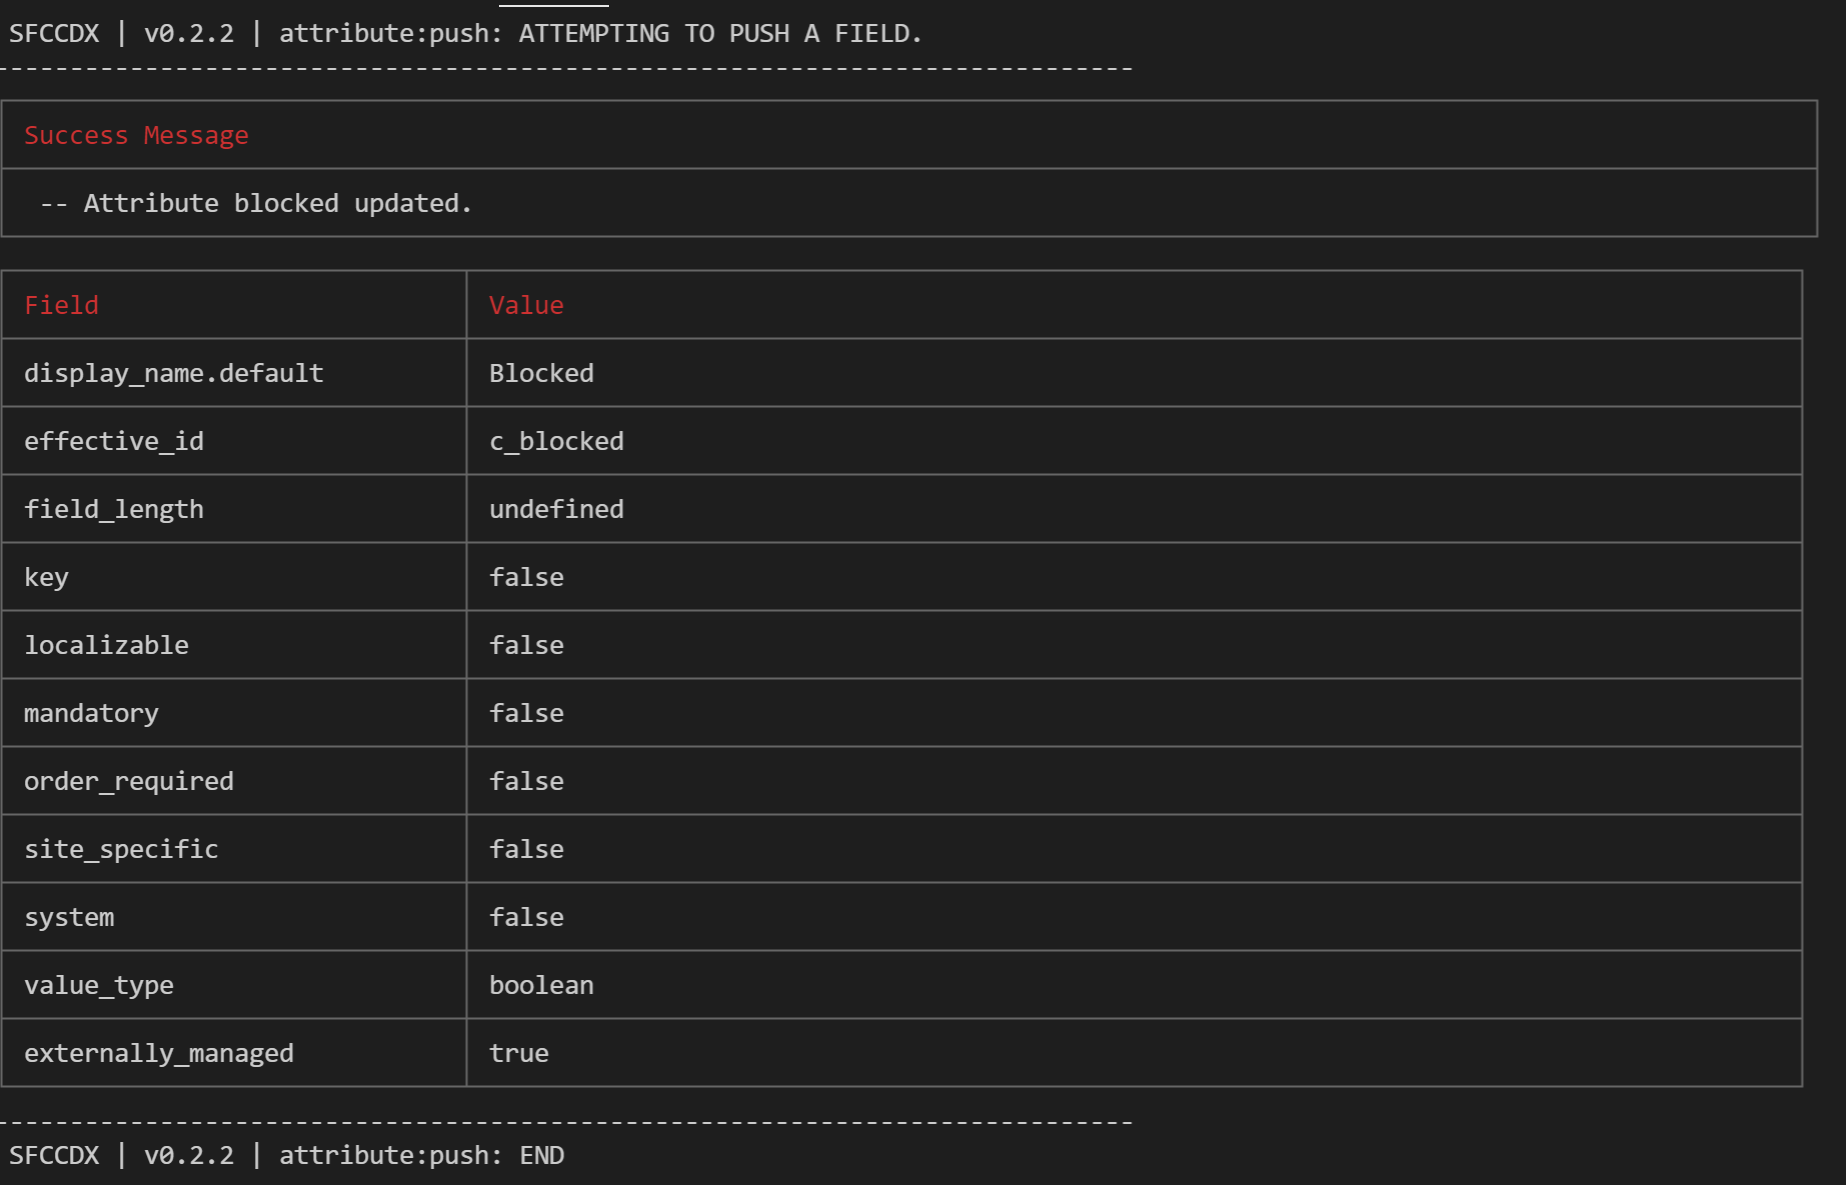 SFCCDX | v0.2.2 | attribute:push: ATTEMPTING TO PUSH A FIELD.
----------------------------------------------------------------------------
Success Message
-- Attribute blocked updated.
Field Value
display_name.default Blocked
effective_id c_blocked
field_length undefined
key false
localizable false
mandatory false
order_required false
site_specific false
system false
value_type boolean
externally_managed true
----------------------------------------------------------------------------
SFCCDX | v0.2.2 | attribute:push: END